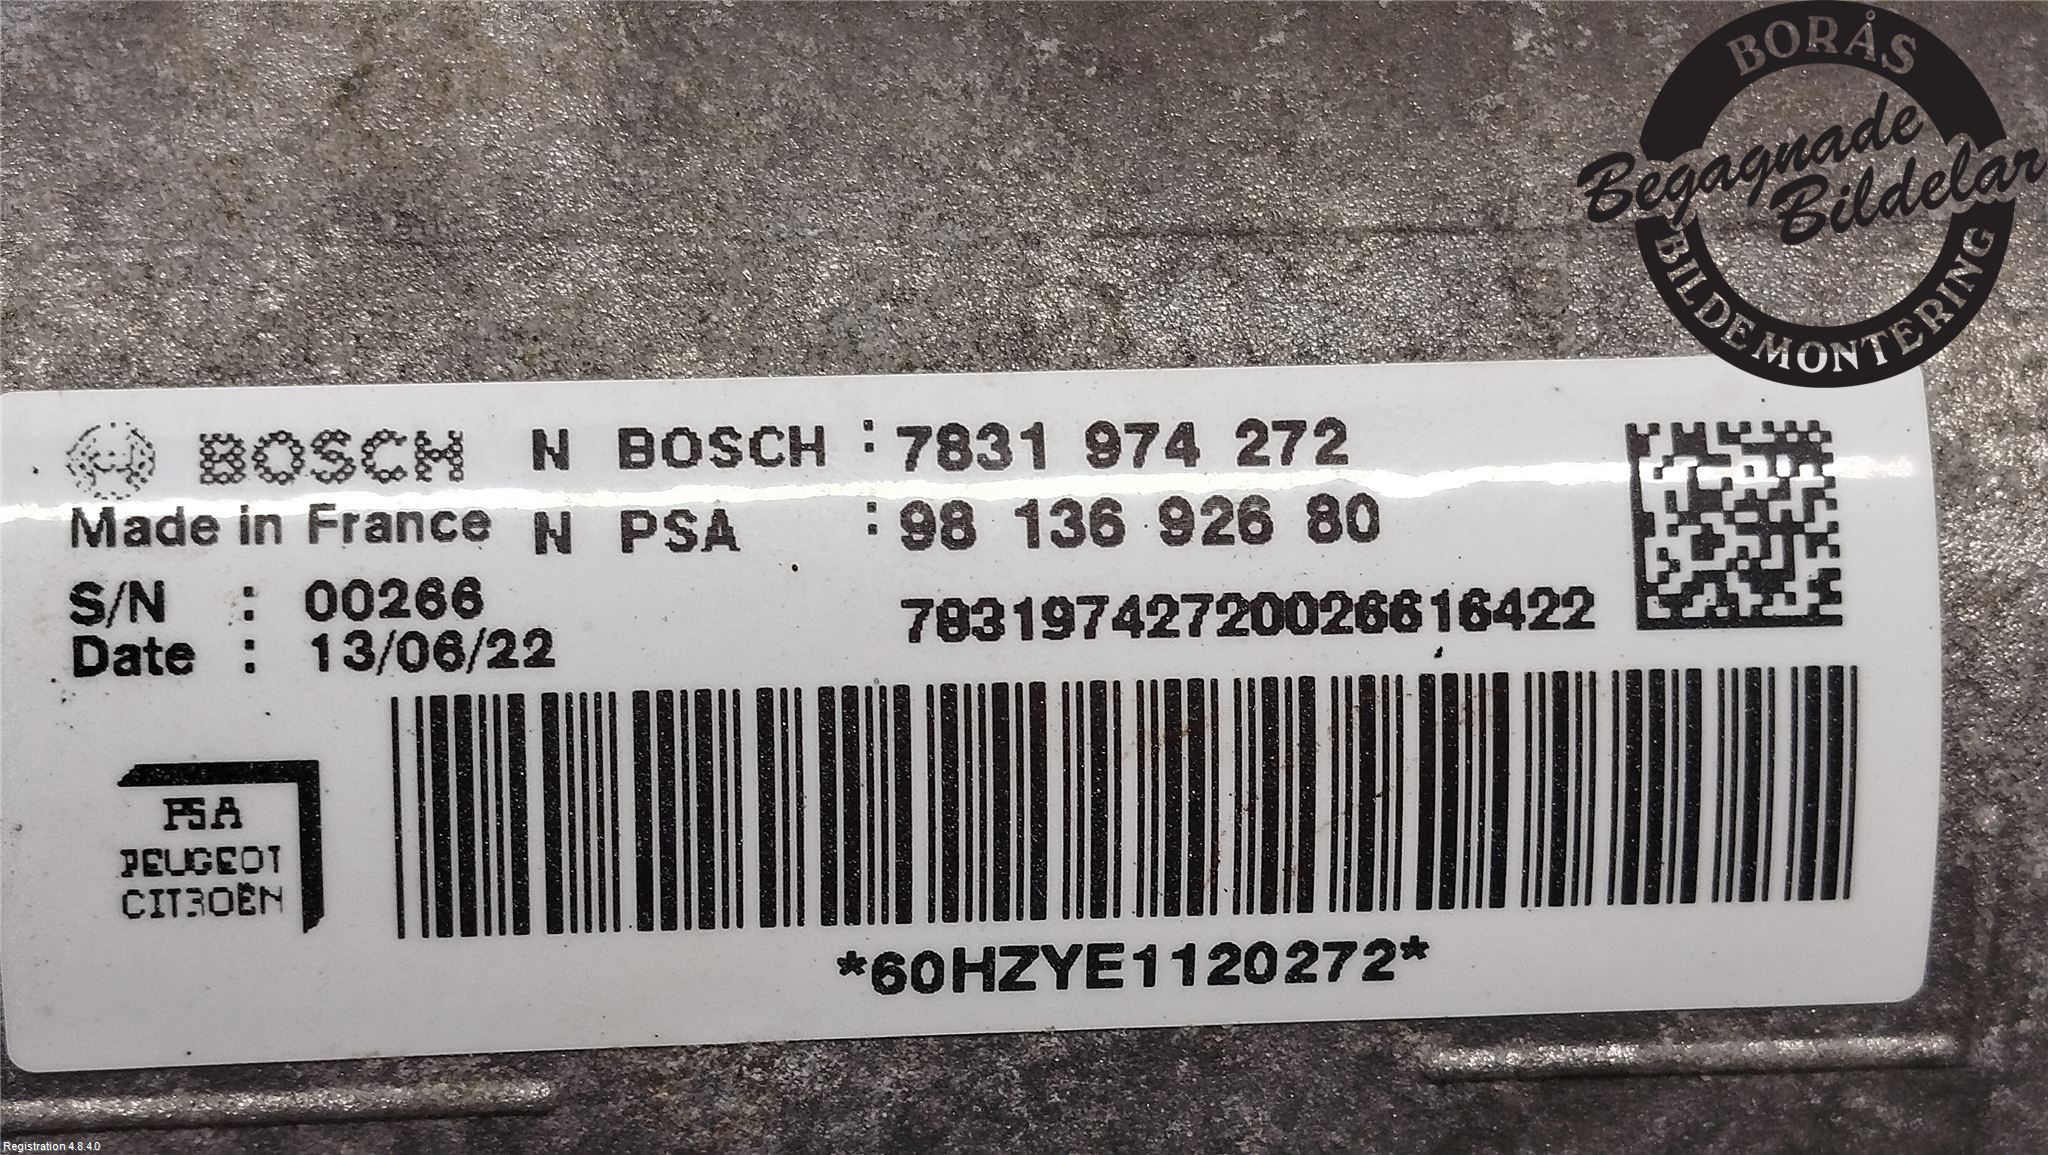 BORÅS
Begagnade
Bildelar
BILDEMONTERING
BOSCH N BOSCH : 7831 974 272
Made in France N PSA : 98 136 926 80
S/N : 00266
78319742720026616422
Date : 13/06/22
PSA
PEUGEOT
CITROËN
*60HZYE1120272*
Registration 4.8.4.0